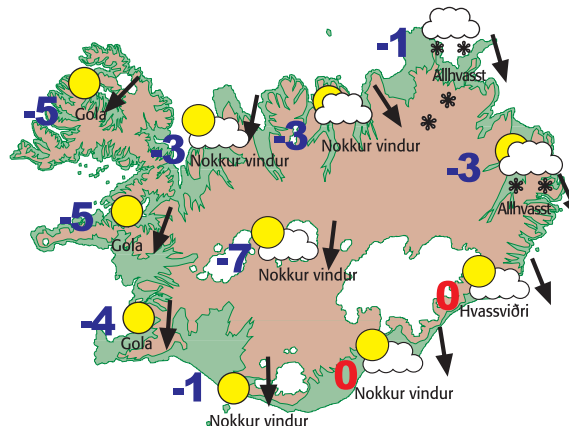 -1
Allhvasst
-5
Gola
-3
Nokkur vindur
-3
Nokkur vindur
-3
Allhvasst
-5
Gola
-7
Nokkur vindur
0
Hvassviðri
-4
Gola
0
Nokkur vindur
-1
Nokkur vindur